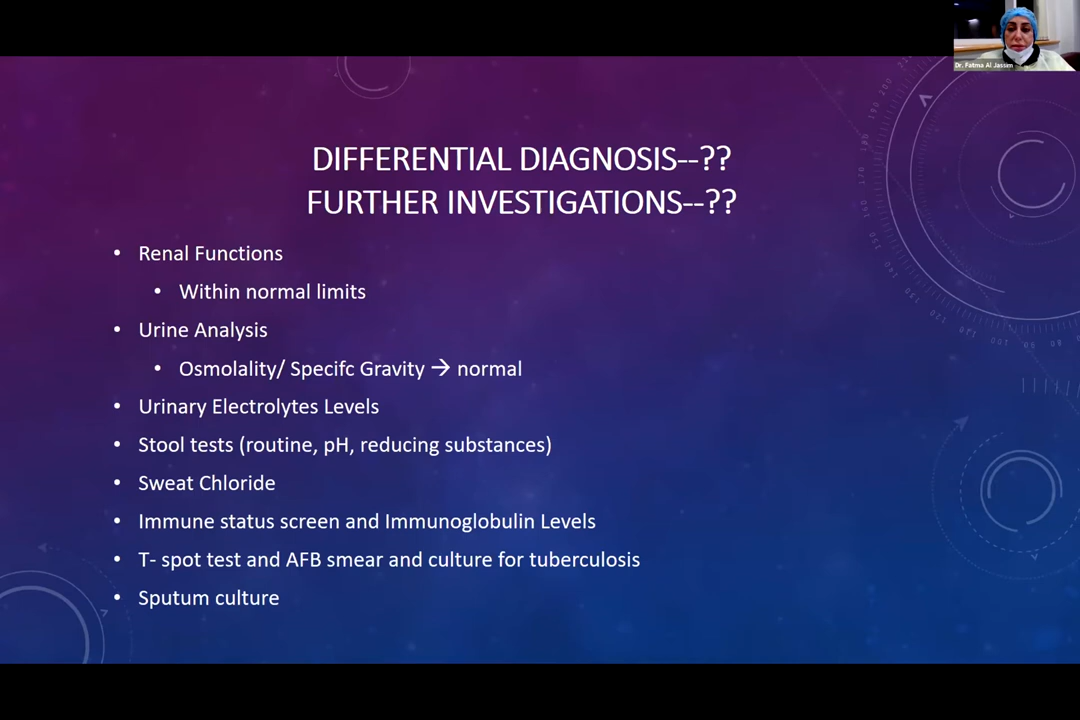 Dr. Fatma Al Jassim
DIFFERENTIAL DIAGNOSIS--??
FURTHER INVESTIGATIONS--??
• Renal Functions
• Within normal limits
• Urine Analysis
• Osmolality/ Specifc Gravity → normal
• Urinary Electrolytes Levels
• Stool tests (routine, pH, reducing substances)
• Sweat Chloride
• Immune status screen and Immunoglobulin Levels
• T- spot test and AFB smear and culture for tuberculosis
• Sputum culture